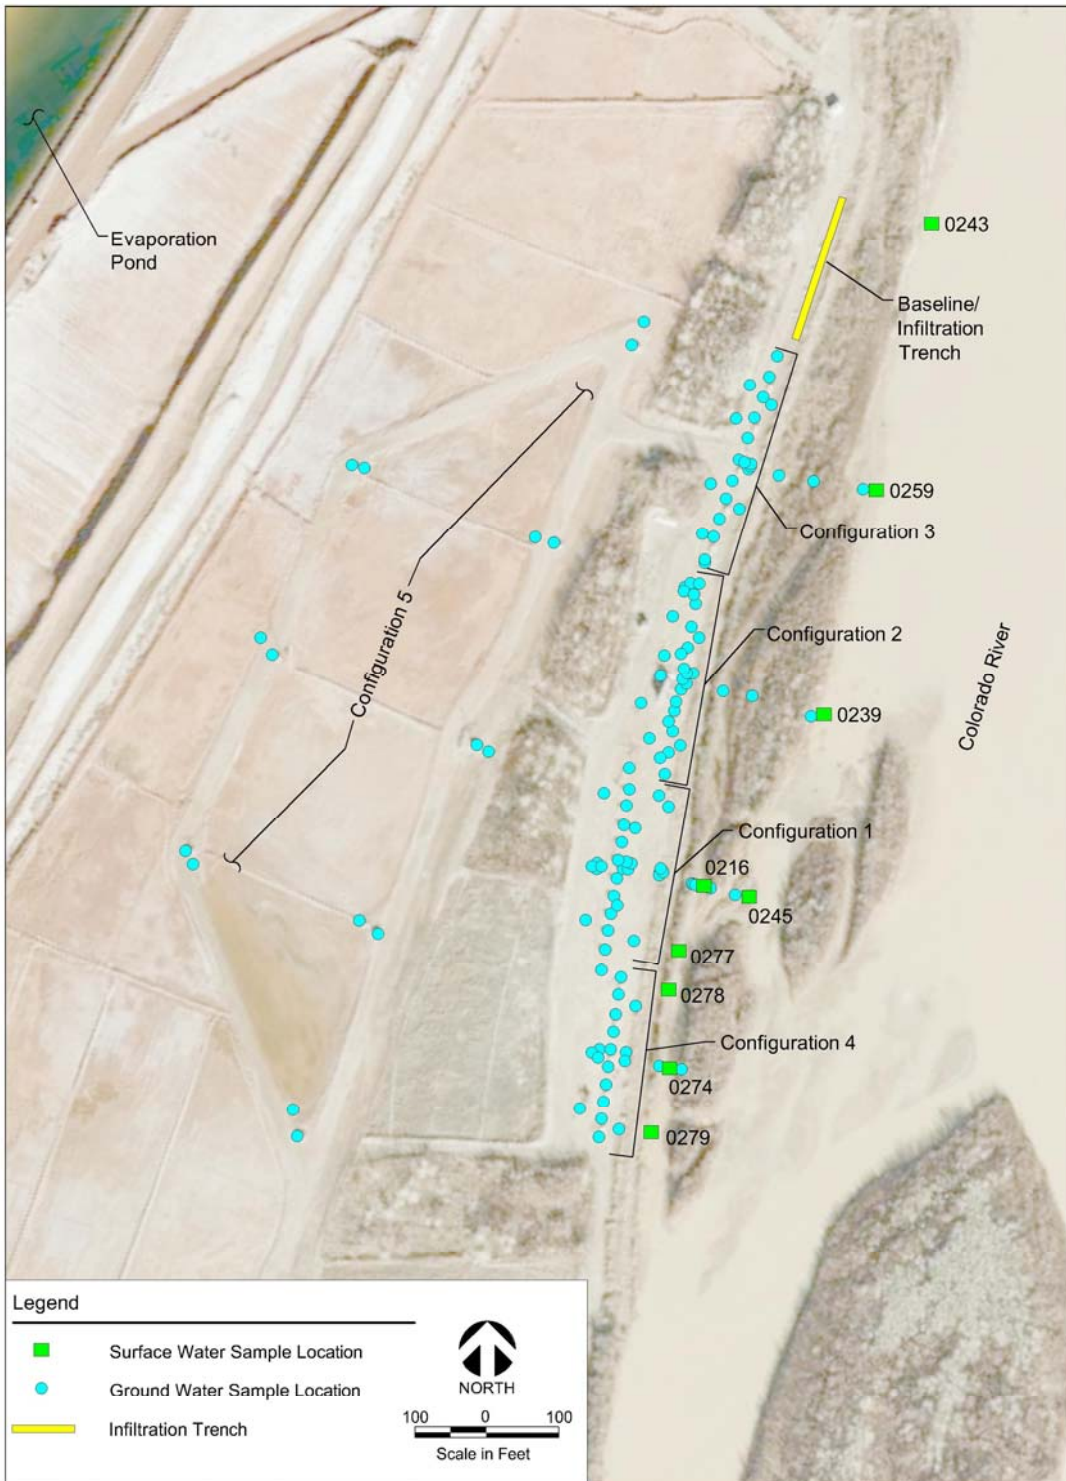 0243
Evaporation
Pond
Baseline/
Infiltration
Trench
0259
Configuration 3
Configuration 5
Configuration 2
Colorado River
0239
Configuration 1
0216
0245
0277
0278
Configuration 4
0274
0279
Legend
Surface Water Sample Location
Ground Water Sample Location
Infiltration Trench
NORTH
100 0 100
Scale in Feet